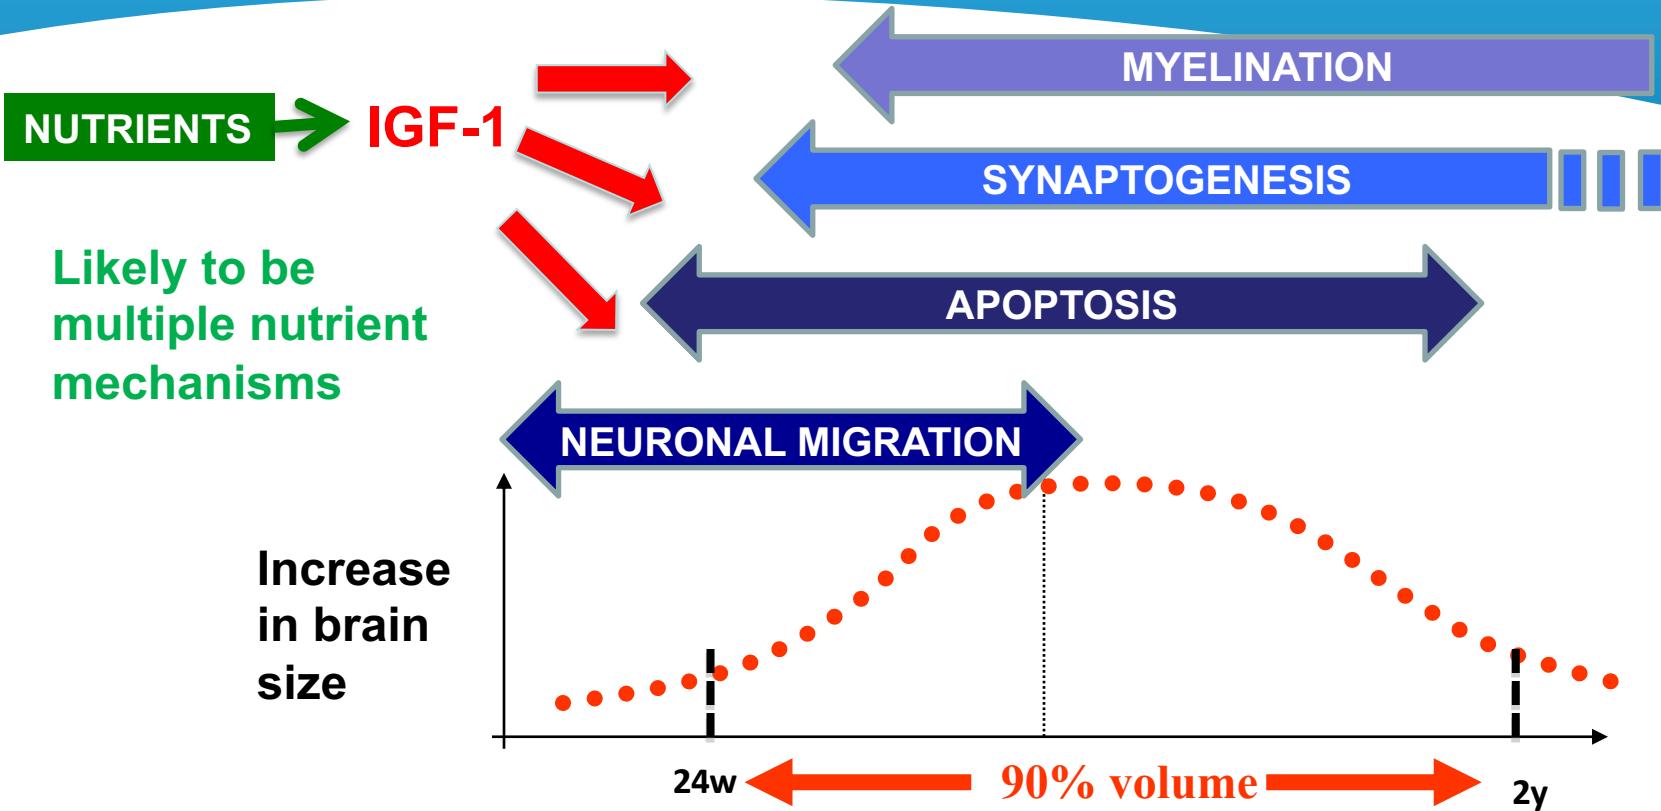 MYELINATION
NUTRIENTS
IGF-1
SYNAPTOGENESIS
Likely to be
multiple nutrient
mechanisms
APOPTOSIS
NEURONAL MIGRATION
Increase
in brain
size
24w
90% volume
2y